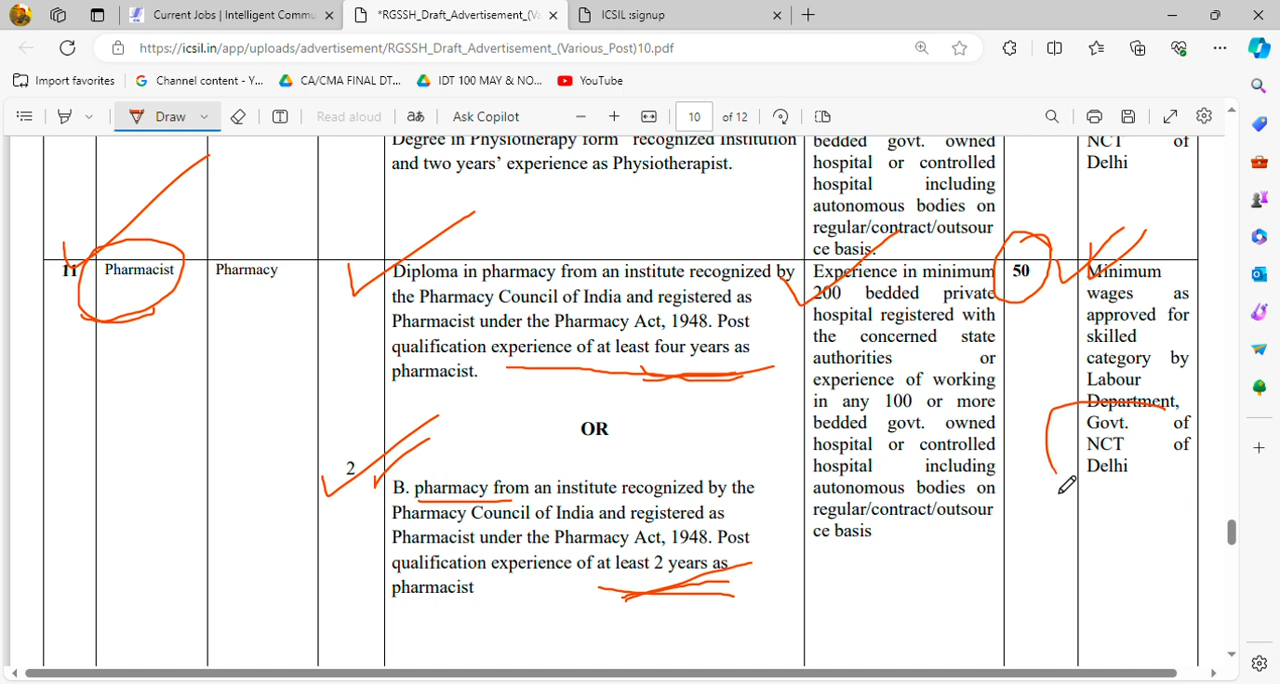 Current Jobs | Intelligent Commu
*RGSSH_Draft_Advertisement_(Va
ICSIL :signup
https://icsil.in/app/uploads/advertisement/RGSSH_Draft_Advertisement_(Various_Post)10.pdf
Import favorites
Channel content - Y...
CA/CMA FINAL DT...
IDT 100 MAY & NO...
YouTube
Draw
Read aloud
aあ
Ask Copilot
10
of 12
Degree in Physiotherapy form recognized Institution
and two years’ experience as Physiotherapist.
bedded govt. owned
hospital or controlled
hospital including
autonomous bodies on
regular/contract/outsour
ce basis.
NCT of
Delhi
11
Pharmacist
Pharmacy
2
Diploma in pharmacy from an institute recognized by
the Pharmacy Council of India and registered as
Pharmacist under the Pharmacy Act, 1948. Post
qualification experience of at least four years as
pharmacist.
OR
B. pharmacy from an institute recognized by the
Pharmacy Council of India and registered as
Pharmacist under the Pharmacy Act, 1948. Post
qualification experience of at least 2 years as
pharmacist
Experience in minimum
200 bedded private
hospital registered with
the concerned state
authorities or
experience of working
in any 100 or more
bedded govt. owned
hospital or controlled
hospital including
autonomous bodies on
regular/contract/outsour
ce basis
50
Minimum
wages as
approved for
skilled
category by
Labour
Department,
Govt. of
NCT of
Delhi